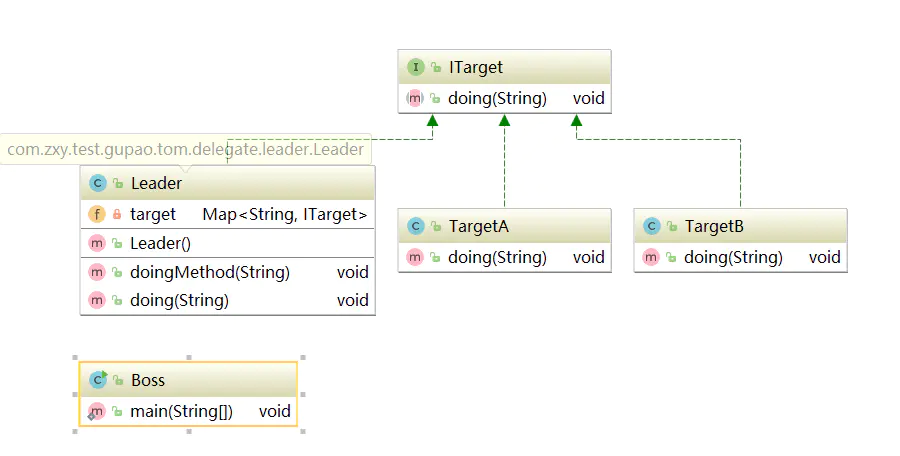 I ITarget
m doing(String) void
com.zxy.test.gupao.tom.delegate.leader.Leader
C Leader
f target Map<String, ITarget>
m Leader()
m doingMethod(String) void
m doing(String) void
C TargetA
m doing(String) void
C TargetB
m doing(String) void
C Boss
m main(String[]) void